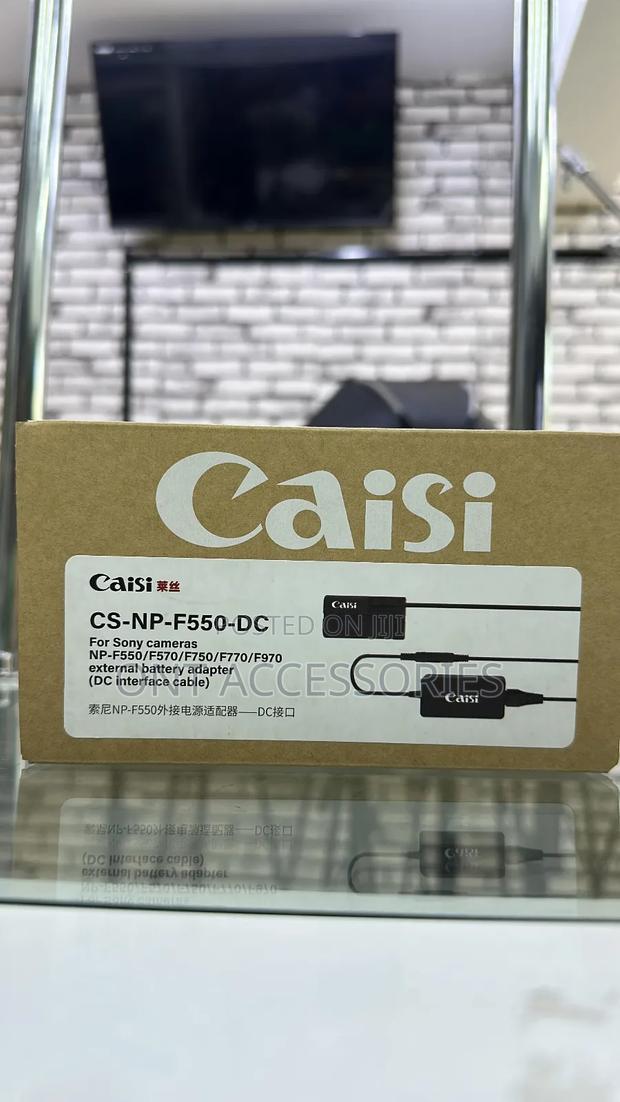 Caisi
Caisi 莱丝
CS-NP-F550-DC
For Sony cameras
NP-F550/F570/F750/F770/F970
external battery adapter
(DC interface cable)
索尼NP-F550外接电源适配器——DC接口
Caisi
Caisi
POSTED ON JIJI
ONT ACCESSORIES